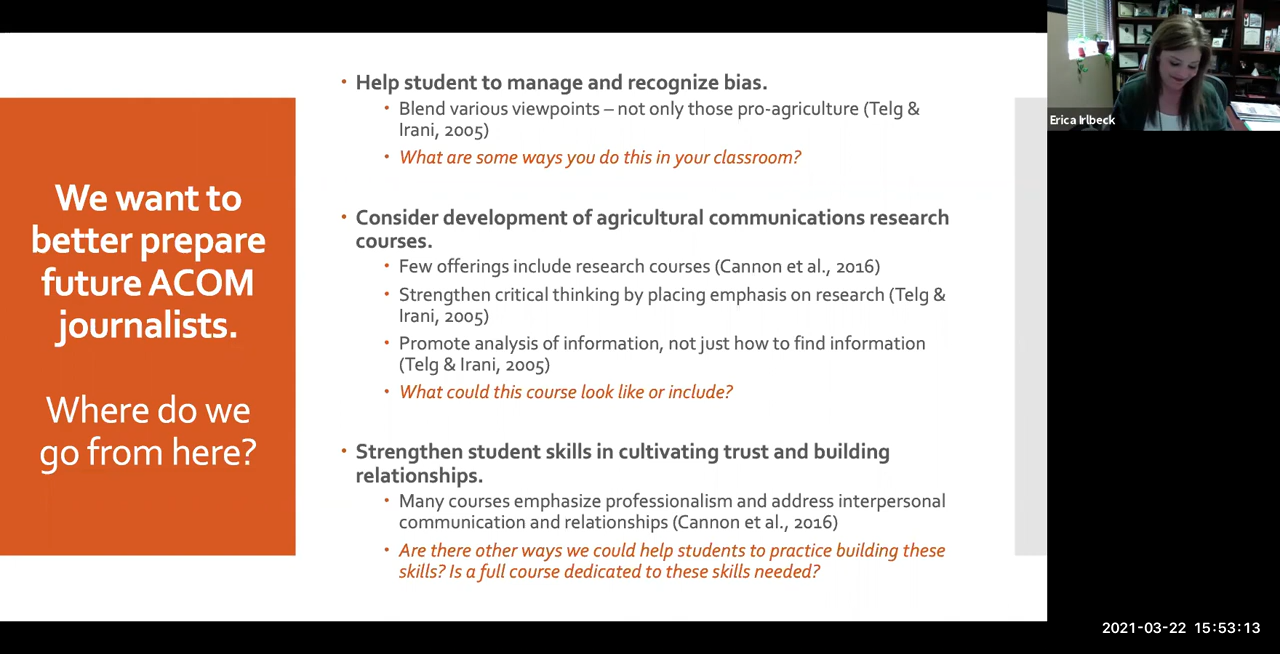 We want to
better prepare
future ACOM
journalists.
Where do we
go from here?
• Help student to manage and recognize bias.
• Blend various viewpoints – not only those pro-agriculture (Telg &
Irani, 2005)
• What are some ways you do this in your classroom?
• Consider development of agricultural communications research
courses.
• Few offerings include research courses (Cannon et al., 2016)
• Strengthen critical thinking by placing emphasis on research (Telg &
Irani, 2005)
• Promote analysis of information, not just how to find information
(Telg & Irani, 2005)
• What could this course look like or include?
• Strengthen student skills in cultivating trust and building
relationships.
• Many courses emphasize professionalism and address interpersonal
communication and relationships (Cannon et al., 2016)
• Are there other ways we could help students to practice building these
skills? Is a full course dedicated to these skills needed?
Erica Irlbeck
2021-03-22 15:53:13